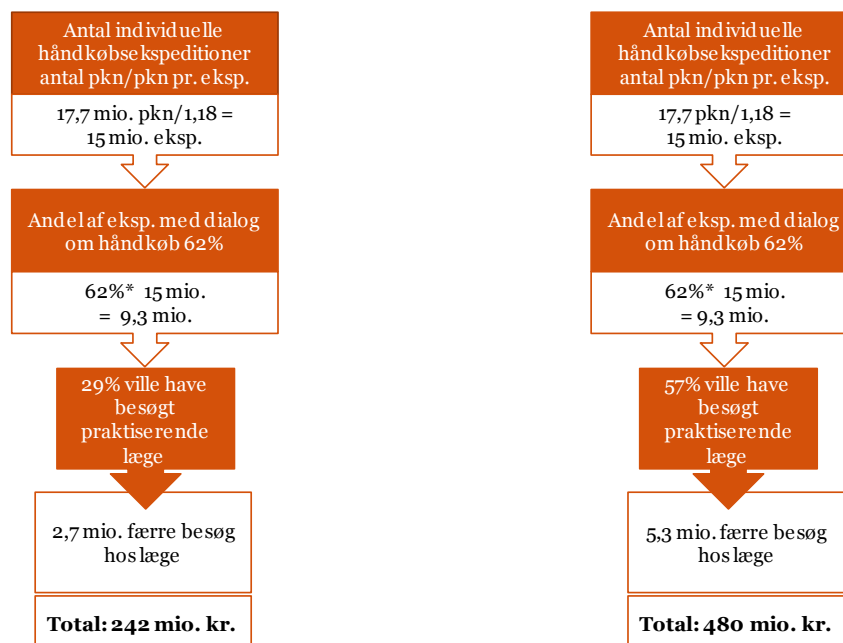 Antal individuelle
håndkøbsekspeditioner
antal pkn/pkn pr. eksp.
17,7 mio. pkn/1,18 =
15 mio. eksp.
Andel af eksp. med dialog
om håndkøb 62%
62%* 15 mio.
= 9,3 mio.
29% ville have
besøgt
praktiserende
læge
2,7 mio. færre besøg
hos læge
Total: 242 mio. kr.
Antal individuelle
håndkøbsekspeditioner
antal pkn/pkn pr. eksp.
17,7 pkn/1,18 =
15 mio. eksp.
Andel af eksp. med dialog
om håndkøb 62%
62%* 15 mio.
= 9,3 mio.
57% ville have
besøgt
praktiserende
læge
5,3 mio. færre besøg
hos læge
Total: 480 mio. kr.